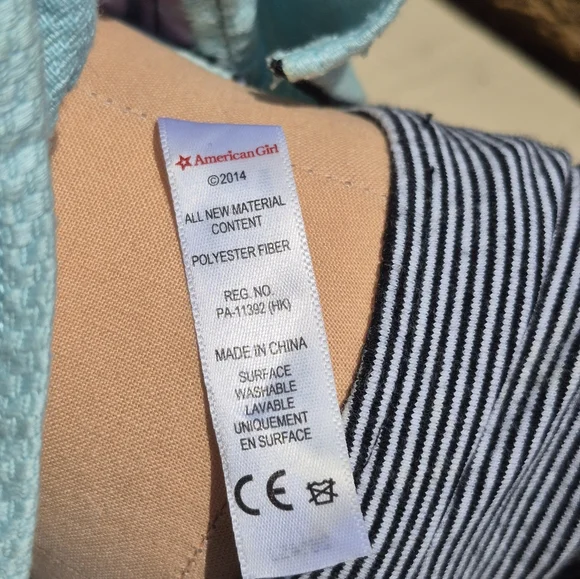 American Girl
©2014
ALL NEW MATERIAL
CONTENT
POLYESTER FIBER
REG. NO.
PA-11392 (HK)
MADE IN CHINA
SURFACE
WASHABLE
LAVABLE
UNIQUEMENT
EN SURFACE
CE